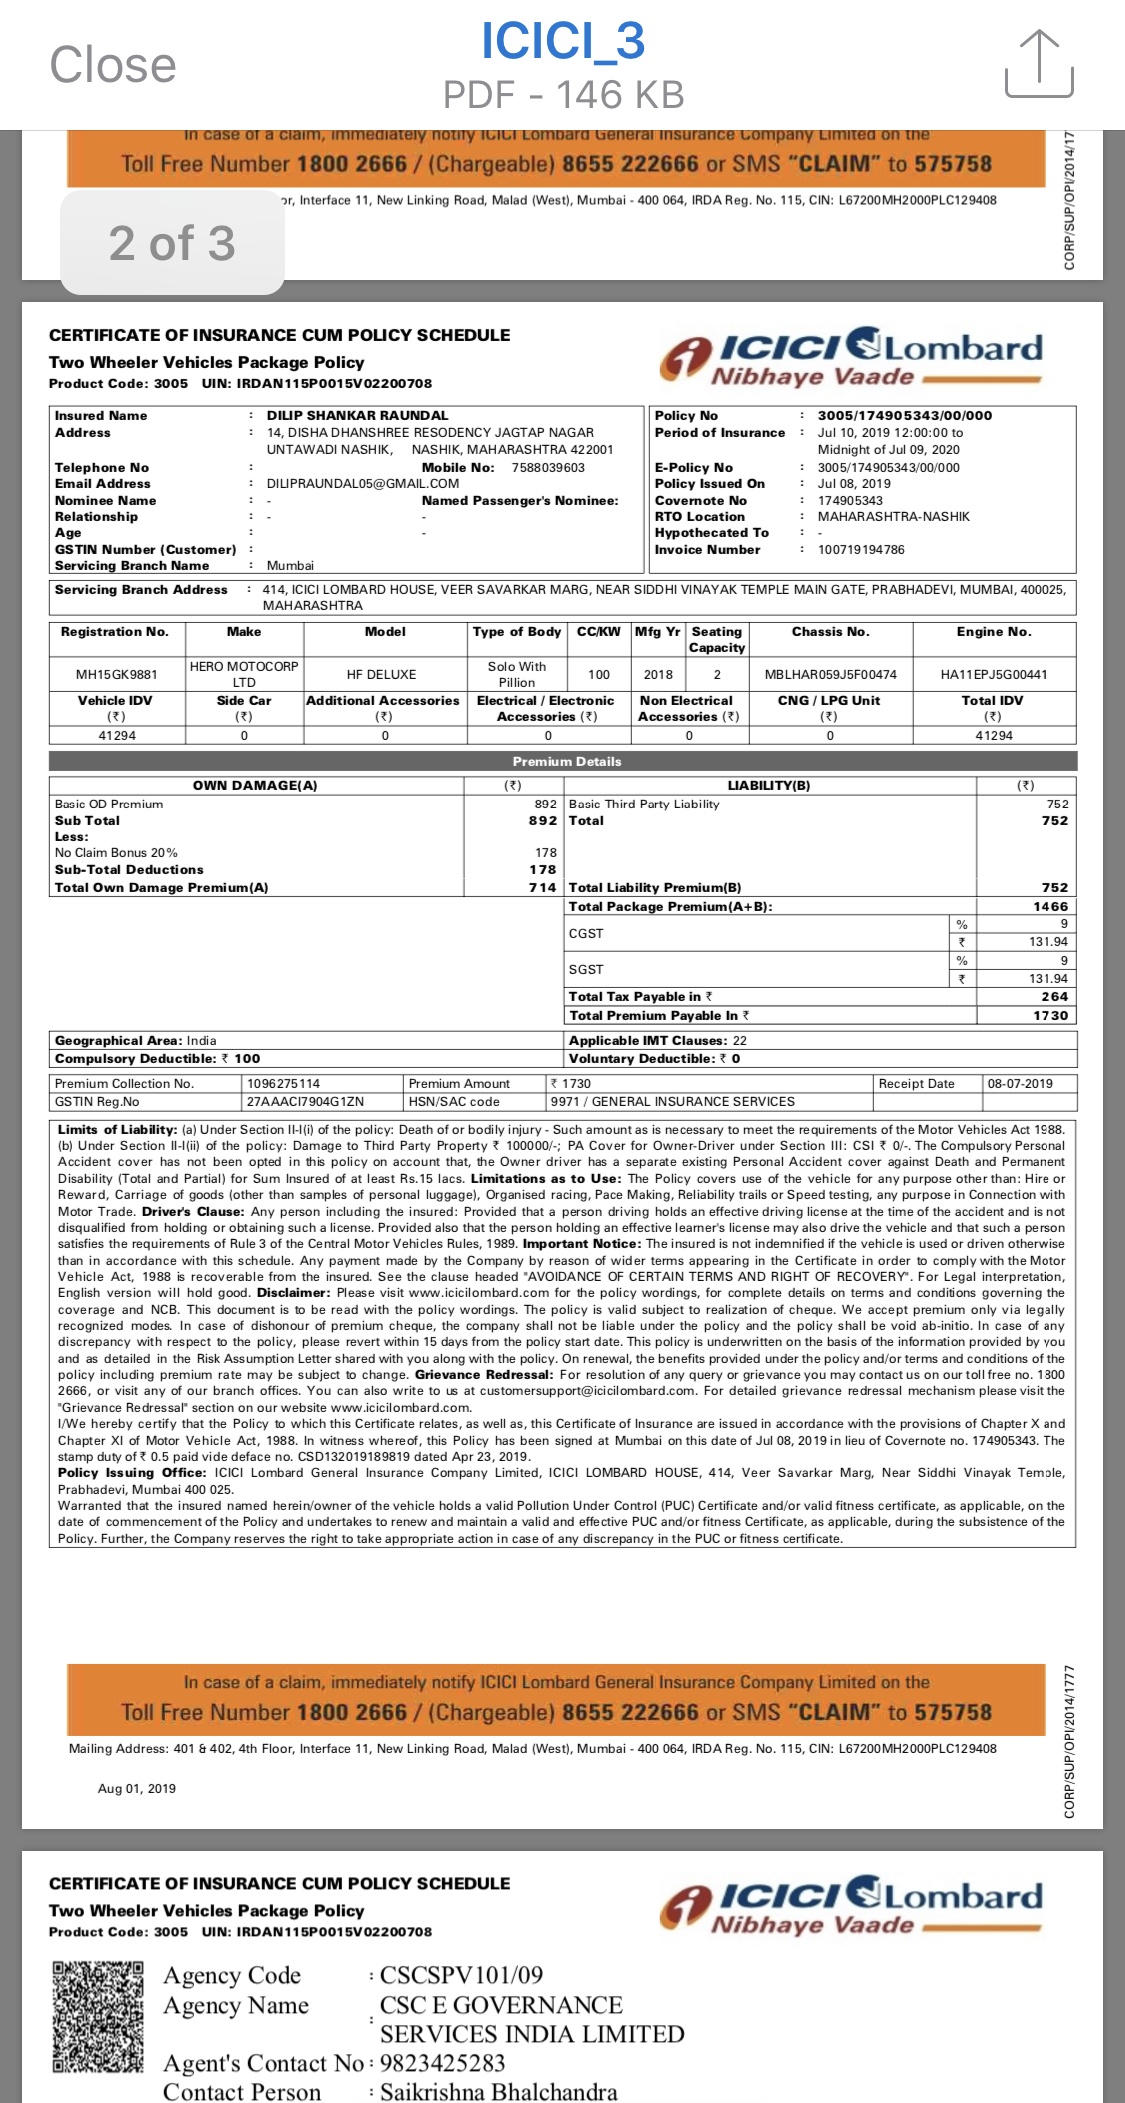 Close
ICICI_3
PDF - 146 KB
In case of a claim, immediately notify ICICI Lombard General Insurance Company Limited on the
Toll Free Number 1800 2666 / (Chargeable) 8655 222666 or SMS “CLAIM” to 575758
or, Interface 11, New Linking Road, Malad (West), Mumbai - 400 064, IRDA Reg. No. 115, CIN: L67200MH2000PLC129408
CORP/SUP/OPI/2014/17
2 of 3
CERTIFICATE OF INSURANCE CUM POLICY SCHEDULE
Two Wheeler Vehicles Package Policy
Product Code: 3005 UIN: IRDAN115P0015V02200708
ICICI Lombard
Nibhaye Vaade
Insured Name : DILIP SHANKAR RAUNDAL
Address : 14, DISHA DHANSHREE RESODENCY JAGTAP NAGAR
UNTAWADI NASHIK, NASHIK, MAHARASHTRA 422001
Telephone No : Mobile No: 7588039603
Email Address : DILIPRAUNDAL05@GMAIL.COM
Nominee Name : - Named Passenger's Nominee:
Relationship : - -
Age : -
GSTIN Number (Customer) :
Servicing Branch Name : Mumbai
Policy No : 3005/174905343/00/000
Period of Insurance : Jul 10, 2019 12:00:00 to
Midnight of Jul 09, 2020
E-Policy No : 3005/174905343/00/000
Policy Issued On : Jul 08, 2019
Covernote No : 174905343
RTO Location : MAHARASHTRA-NASHIK
Hypothecated To : -
Invoice Number : 100719194786
Servicing Branch Address : 414, ICICI LOMBARD HOUSE, VEER SAVARKAR MARG, NEAR SIDDHI VINAYAK TEMPLE MAIN GATE, PRABHADEVI, MUMBAI, 400025,
MAHARASHTRA
Registration No. Make Model Type of Body CC/KW Mfg Yr Seating Capacity Chassis No. Engine No.
MH15GK9881 HERO MOTOCORP LTD HF DELUXE Solo With Pillion 100 2018 2 MBLHAR059J5F00474 HA11EPJ5G00441
Vehicle IDV (₹) Side Car (₹) Additional Accessories (₹) Electrical / Electronic Accessories (₹) Non Electrical Accessories (₹) CNG / LPG Unit (₹) Total IDV (₹)
41294 0 0 0 0 0 41294
Premium Details
OWN DAMAGE(A) (₹) LIABILITY(B) (₹)
Basic OD Premium 892 Basic Third Party Liability 752
Sub Total 892 Total 752
Less:
No Claim Bonus 20% 178
Sub-Total Deductions 178
Total Own Damage Premium(A) 714 Total Liability Premium(B) 752
Total Package Premium(A+B): 1466
CGST % 9
₹ 131.94
SGST % 9
₹ 131.94
Total Tax Payable in ₹ 264
Total Premium Payable In ₹ 1730
Geographical Area: India Applicable IMT Clauses: 22
Compulsory Deductible: ₹ 100 Voluntary Deductible: ₹ 0
Premium Collection No. 1096275114 Premium Amount ₹ 1730 Receipt Date 08-07-2019
GSTIN Reg.No 27AAACI7904G1ZN HSN/SAC code 9971 / GENERAL INSURANCE SERVICES
Limits of Liability: (a) Under Section II-I(i) of the policy: Death of or bodily injury - Such amount as is necessary to meet the requirements of the Motor Vehicles Act 1988.
(b) Under Section II-I(ii) of the policy: Damage to Third Party Property ₹ 100000/-; PA Cover for Owner-Driver under Section III: CSI ₹ 0/-. The Compulsory Personal
Accident cover has not been opted in this policy on account that, the Owner driver has a separate existing Personal Accident cover against Death and Permanent
Disability (Total and Partial) for Sum Insured of at least Rs.15 lacs. Limitations as to Use: The Policy covers use of the vehicle for any purpose other than: Hire or
Reward, Carriage of goods (other than samples of personal luggage), Organised racing, Pace Making, Reliability trails or Speed testing, any purpose in Connection with
Motor Trade. Driver's Clause: Any person including the insured: Provided that a person driving holds an effective driving license at the time of the accident and is not
disqualified from holding or obtaining such a license. Provided also that the person holding an effective learner's license may also drive the vehicle and that such a person
satisfies the requirements of Rule 3 of the Central Motor Vehicles Rules, 1989. Important Notice: The insured is not indemnified if the vehicle is used or driven otherwise
than in accordance with this schedule. Any payment made by the Company by reason of wider terms appearing in the Certificate in order to comply with the Motor
Vehicle Act, 1988 is recoverable from the insured. See the clause headed "AVOIDANCE OF CERTAIN TERMS AND RIGHT OF RECOVERY". For Legal interpretation,
English version will hold good. Disclaimer: Please visit www.icicilombard.com for the policy wordings, for complete details on terms and conditions governing the
coverage and NCB. This document is to be read with the policy wordings. The policy is valid subject to realization of cheque. We accept premium only via legally
recognized modes. In case of dishonour of premium cheque, the company shall not be liable under the policy and the policy shall be void ab-initio. In case of any
discrepancy with respect to the policy, please revert within 15 days from the policy start date. This policy is underwritten on the basis of the information provided by you
and as detailed in the Risk Assumption Letter shared with you along with the policy. On renewal, the benefits provided under the policy and/or terms and conditions of the
policy including premium rate may be subject to change. Grievance Redressal: For resolution of any query or grievance you may contact us on our toll free no. 1800
2666, or visit any of our branch offices. You can also write to us at customersupport@icicilombard.com. For detailed grievance redressal mechanism please visit the
"Grievance Redressal" section on our website www.icicilombard.com.
I/We hereby certify that the Policy to which this Certificate relates, as well as, this Certificate of Insurance are issued in accordance with the provisions of Chapter X and
Chapter XI of Motor Vehicle Act, 1988. In witness whereof, this Policy has been signed at Mumbai on this date of Jul 08, 2019 in lieu of Covernote no. 174905343. The
stamp duty of ₹ 0.5 paid vide deface no. CSD132019189819 dated Apr 23, 2019.
Policy Issuing Office: ICICI Lombard General Insurance Company Limited, ICICI LOMBARD HOUSE, 414, Veer Savarkar Marg, Near Siddhi Vinayak Temple,
Prabhadevi, Mumbai 400 025.
Warranted that the insured named herein/owner of the vehicle holds a valid Pollution Under Control (PUC) Certificate and/or valid fitness certificate, as applicable, on the
date of commencement of the Policy and undertakes to renew and maintain a valid and effective PUC and/or fitness Certificate, as applicable, during the subsistence of the
Policy. Further, the Company reserves the right to take appropriate action in case of any discrepancy in the PUC or fitness certificate.
In case of a claim, immediately notify ICICI Lombard General Insurance Company Limited on the
Toll Free Number 1800 2666 / (Chargeable) 8655 222666 or SMS “CLAIM” to 575758
Mailing Address: 401 & 402, 4th Floor, Interface 11, New Linking Road, Malad (West), Mumbai - 400 064, IRDA Reg. No. 115, CIN: L67200MH2000PLC129408
CORP/SUP/OPI/2014/1777
Aug 01, 2019
CERTIFICATE OF INSURANCE CUM POLICY SCHEDULE
Two Wheeler Vehicles Package Policy
Product Code: 3005 UIN: IRDAN115P0015V02200708
ICICI Lombard
Nibhaye Vaade
Agency Code : CSCSPV101/09
Agency Name : CSC E GOVERNANCE
SERVICES INDIA LIMITED
Agent's Contact No : 9823425283
Contact Person : Saikrishna Bhalchandra